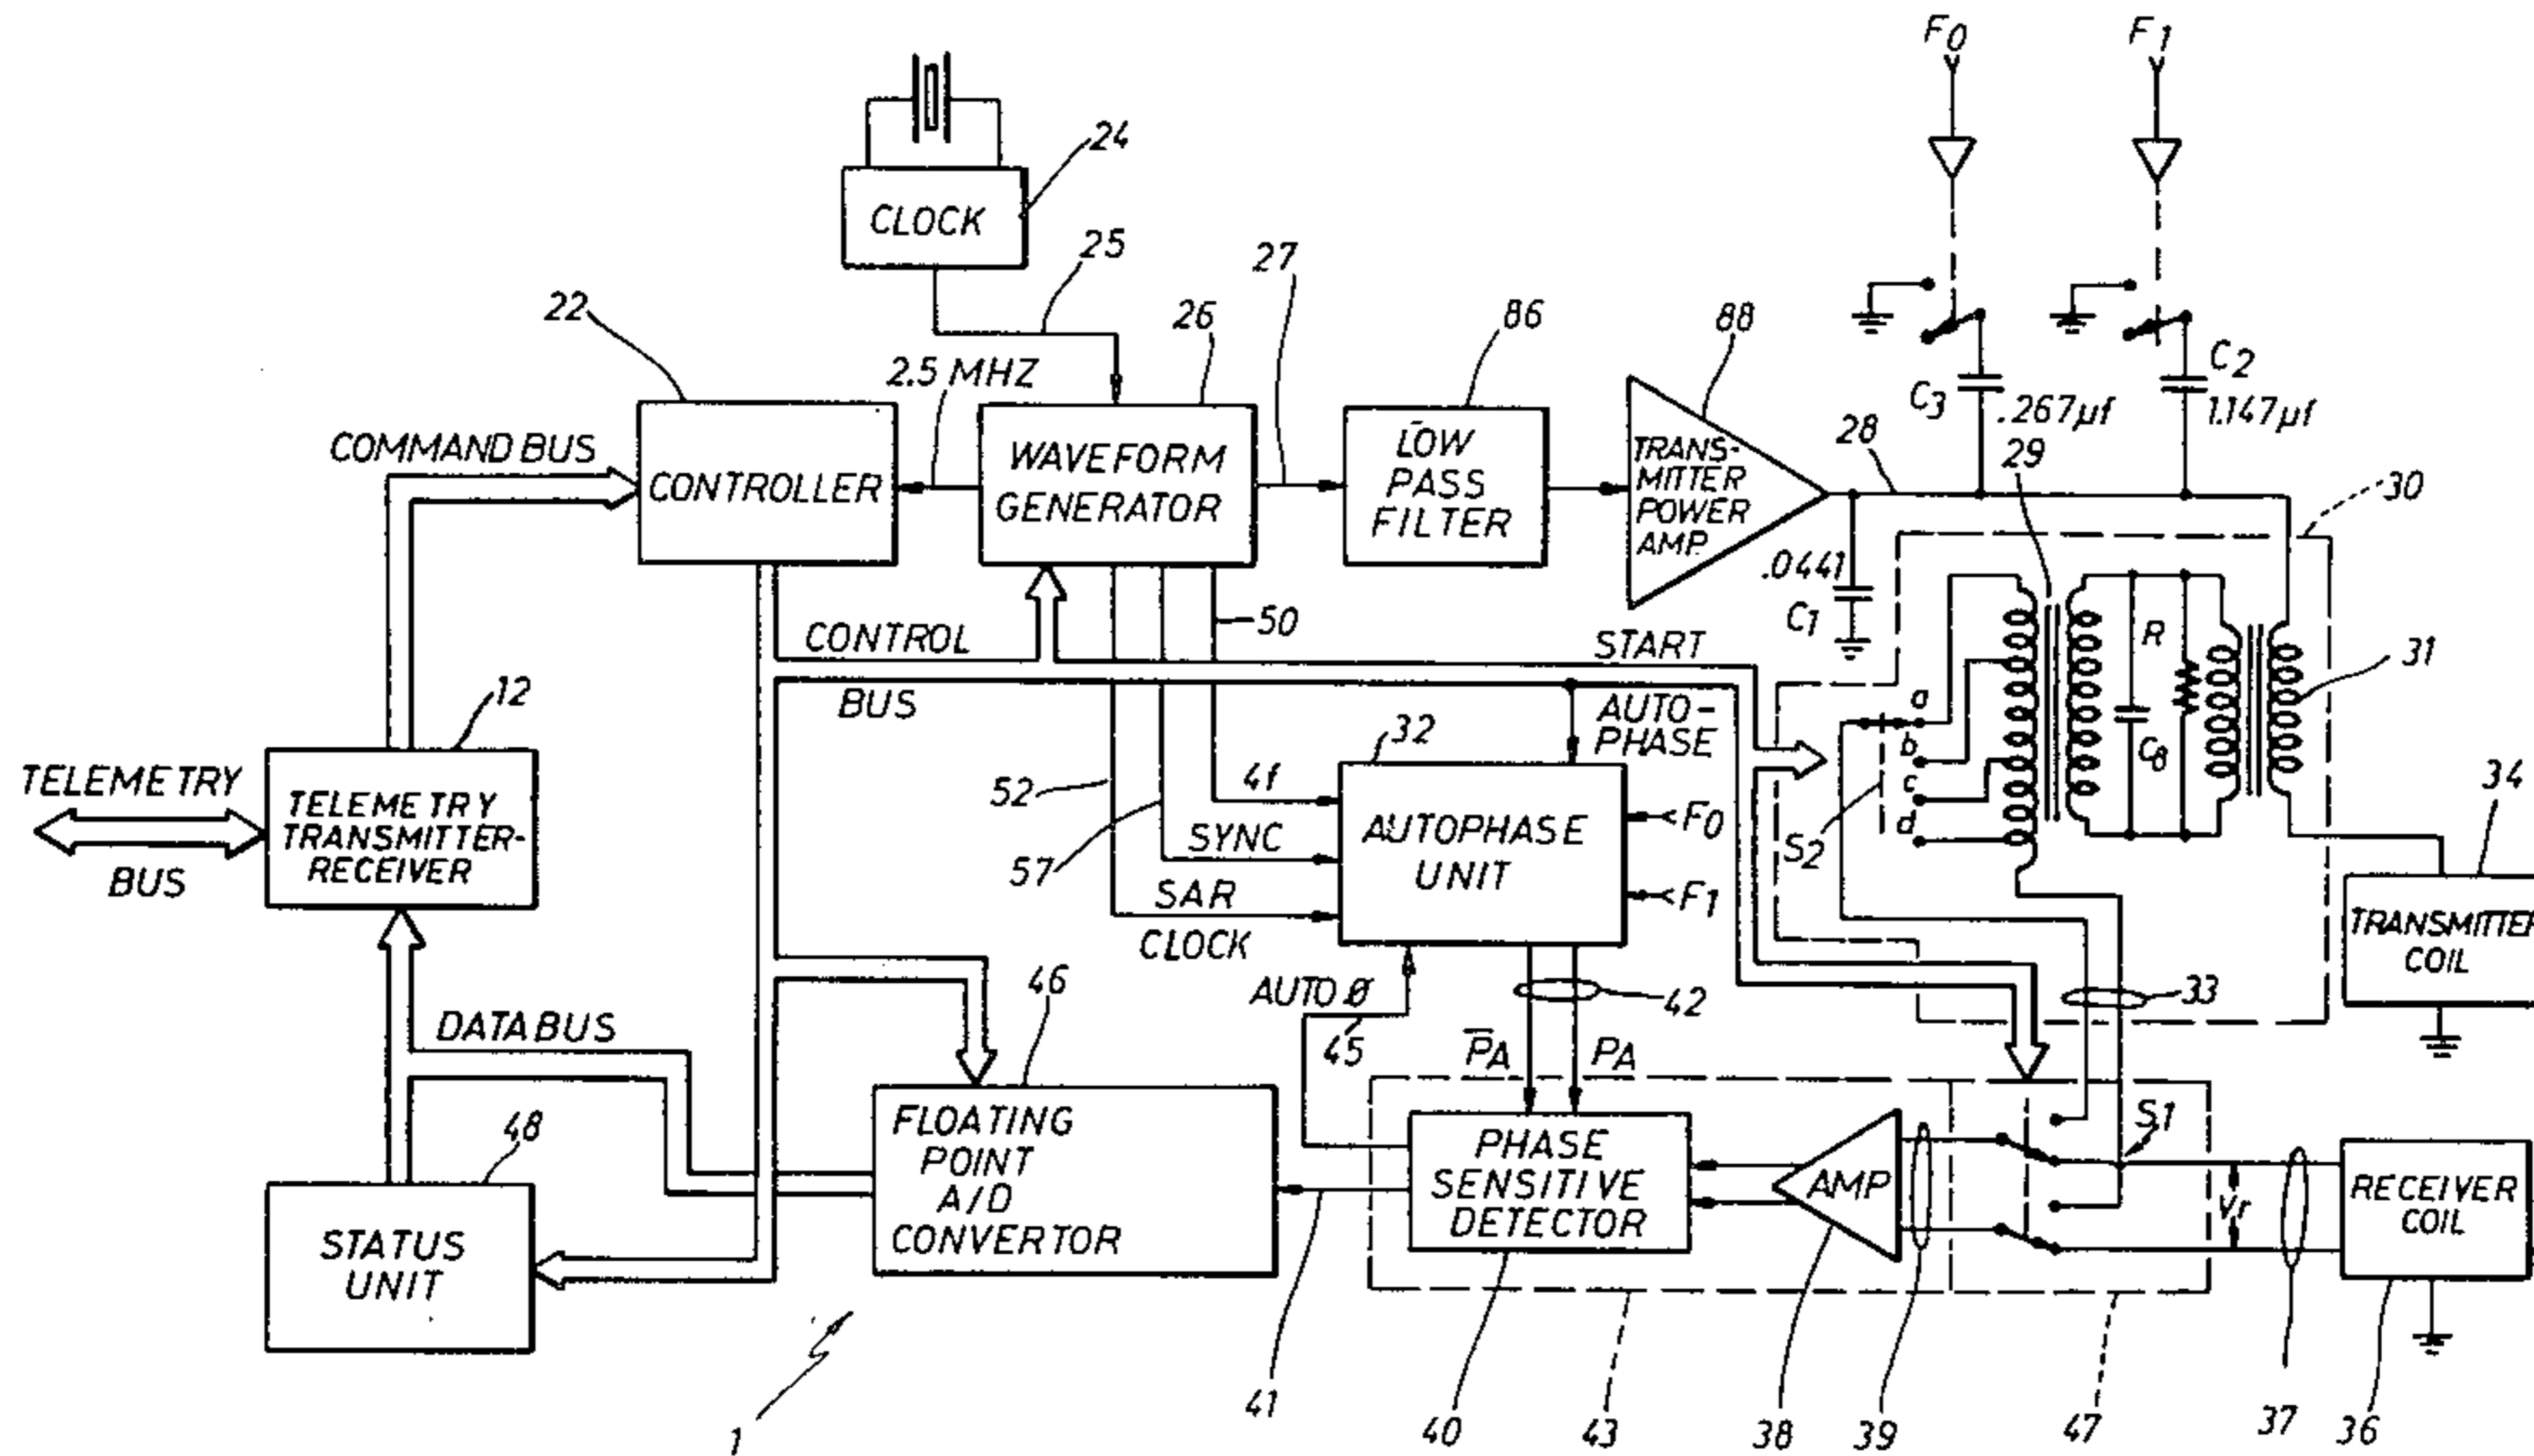 F0
F1
24
CLOCK
25
27
22
26
86
88
2.5 MHZ
C3
.267µf
C2
1.147µf
COMMAND BUS
CONTROLLER
WAVEFORM
GENERATOR
LOW
PASS
FILTER
TRANS-
MITTER
POWER
AMP.
28
29
30
.0441
C1
50
CONTROL
BUS
START
R
31
12
AUTO-
PHASE
32
a
b
c
d
C8
S2
34
TELEMETRY
BUS
TELEMETRY
TRANSMITTER-
RECEIVER
52
57
4f
SYNC
SAR
CLOCK
AUTOPHASE
UNIT
F0
F1
TRANSMITTER
COIL
AUTO Ø
45
42
33
46
DATA BUS
P̅A
PA
48
FLOATING
POINT
A/D
CONVERTOR
PHASE
SENSITIVE
DETECTOR
AMP
S1
Vr
RECEIVER
COIL
STATUS
UNIT
1
41
40
43
38
39
47
37
36